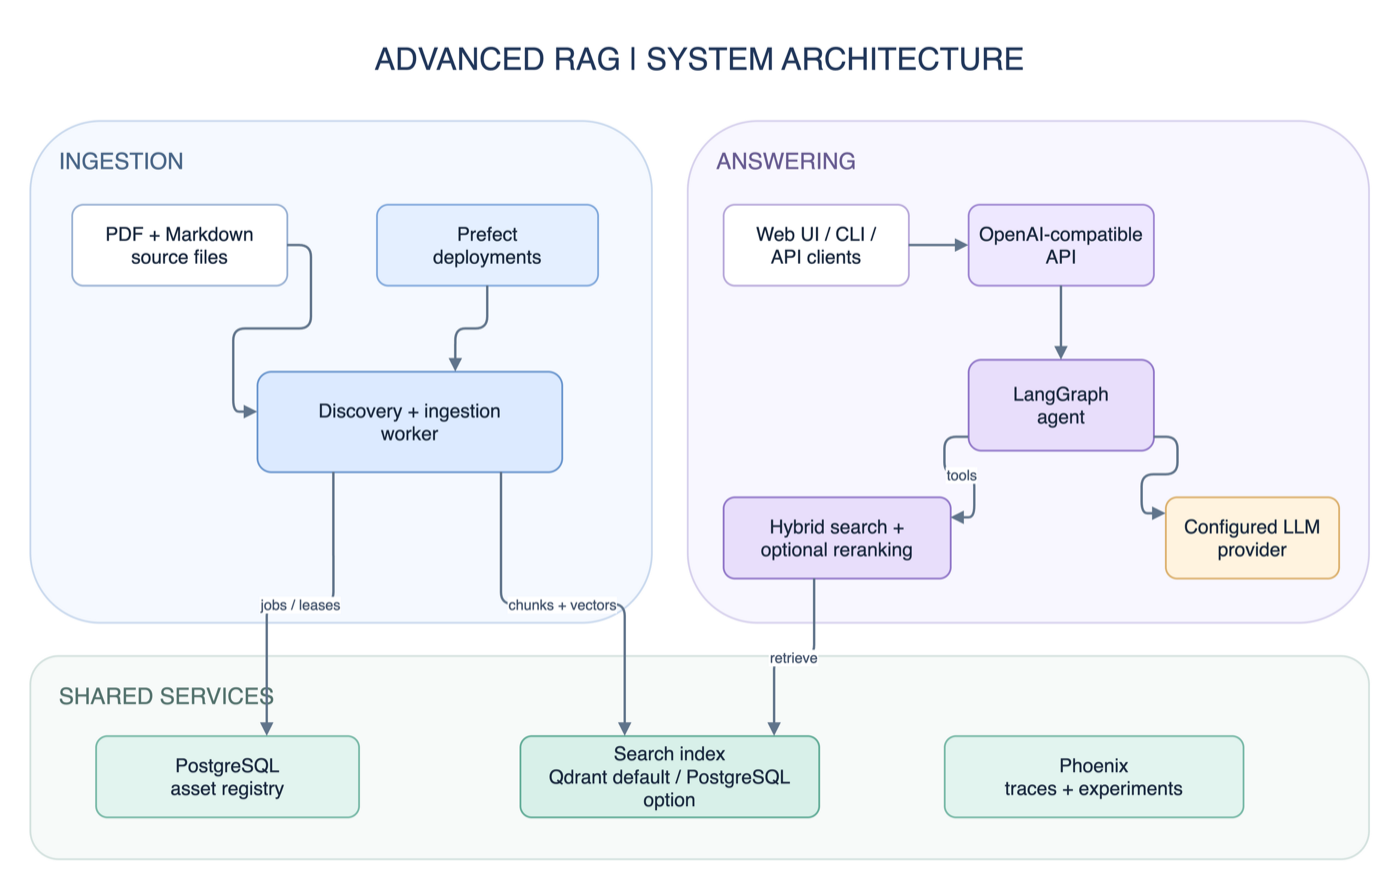 ADVANCED RAG | SYSTEM ARCHITECTURE
INGESTION
PDF + Markdown
source files
Prefect
deployments
Discovery + ingestion
worker
jobs / leases
chunks + vectors
ANSWERING
Web UI / CLI /
API clients
OpenAI-compatible
API
LangGraph
agent
tools
Hybrid search +
optional reranking
Configured LLM
provider
retrieve
SHARED SERVICES
PostgreSQL
asset registry
Search index
Qdrant default / PostgreSQL
option
Phoenix
traces + experiments